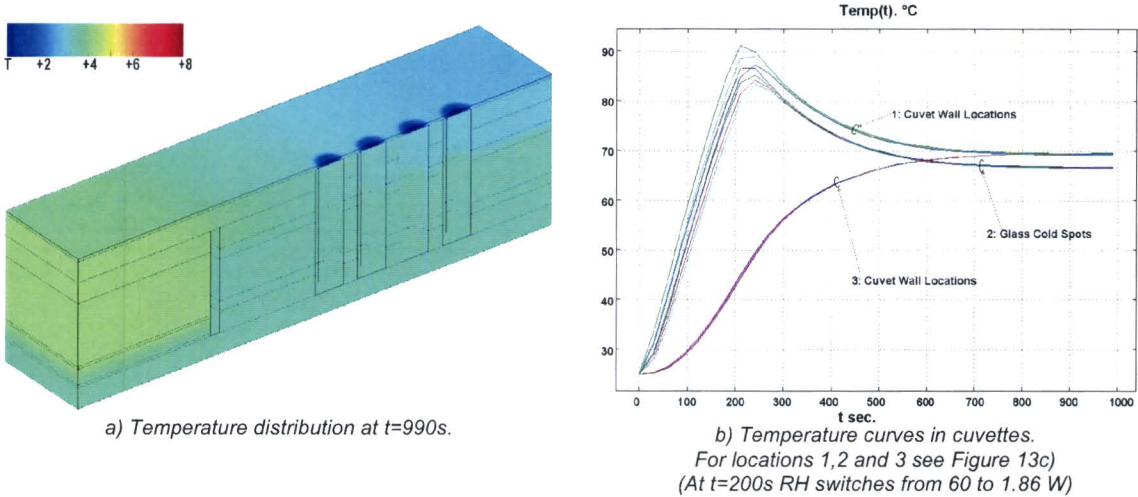 T +2 +4 +6 +8
a) Temperature distribution at t=990s.
Temp(t). °C
90
80
70
60
50
40
30
0 100 200 300 400 500 600 700 800 900 1000
t sec.
1: Cuvet Wall Locations
2: Glass Cold Spots
3: Cuvet Wall Locations
b) Temperature curves in cuvettes.
For locations 1,2 and 3 see Figure 13c)
(At t=200s RH switches from 60 to 1.86 W)